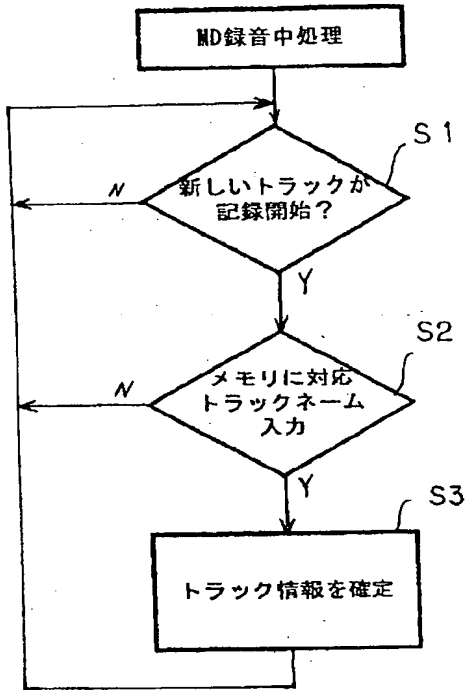 MD録音中処理
S1
新しいトラックが
記録開始?
N
Y
S2
メモリに対応
トラックネーム
入力
N
Y
S3
トラック情報を確定